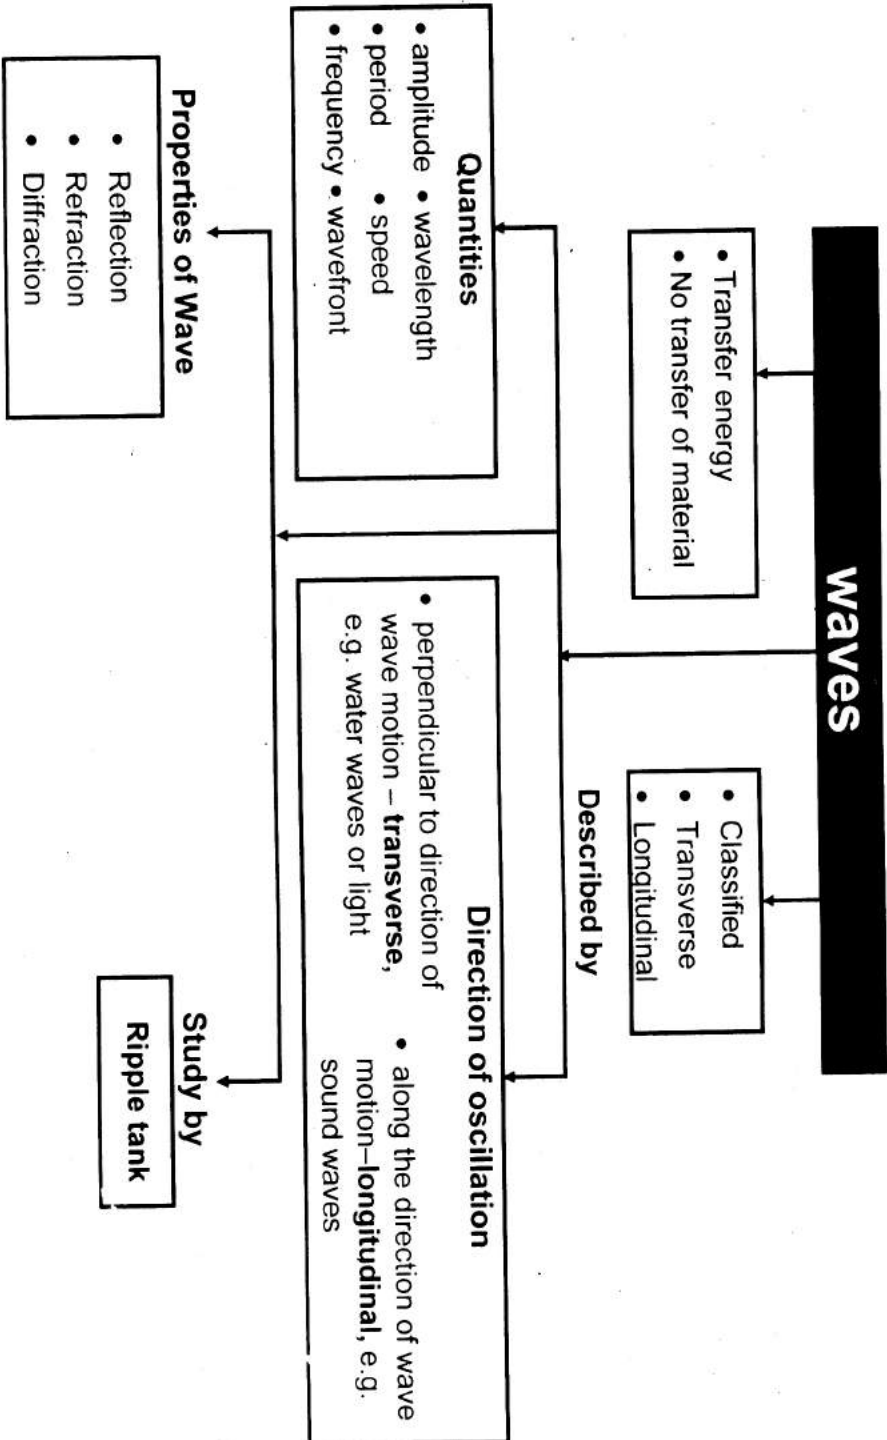 waves
• Transfer energy
• No transfer of material
• Classified
• Transverse
• Longitudinal
Described by
Quantities
• amplitude • wavelength
• period • speed
• frequency • wavefront
Direction of oscillation
• perpendicular to direction of
wave motion – transverse,
e.g. water waves or light
• along the direction of wave
motion–longitudinal, e.g.
sound waves
Properties of Wave
• Reflection
• Refraction
• Diffraction
Study by
Ripple tank